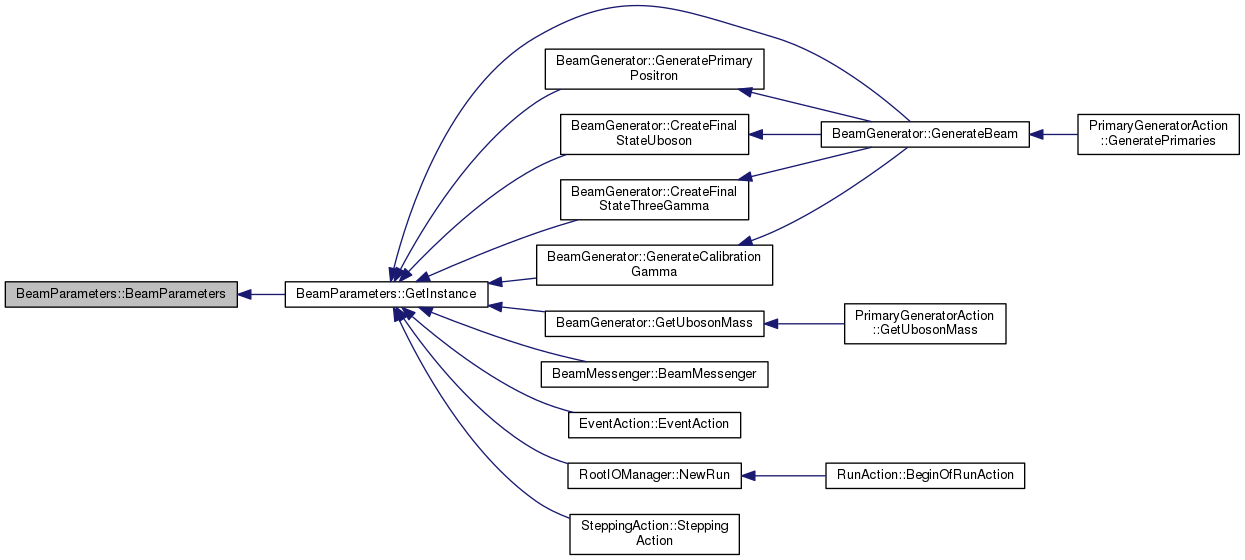 BeamParameters::BeamParameters
BeamParameters::GetInstance
BeamGenerator::GeneratePrimary
Positron
BeamGenerator::CreateFinal
StateUboson
BeamGenerator::CreateFinal
StateThreeGamma
BeamGenerator::GenerateCalibration
Gamma
BeamGenerator::GetUbosonMass
BeamMessenger::BeamMessenger
EventAction::EventAction
RootIOManager::NewRun
SteppingAction::Stepping
Action
BeamGenerator::GenerateBeam
PrimaryGeneratorAction
::GetUbosonMass
RunAction::BeginOfRunAction
PrimaryGeneratorAction
::GeneratePrimaries